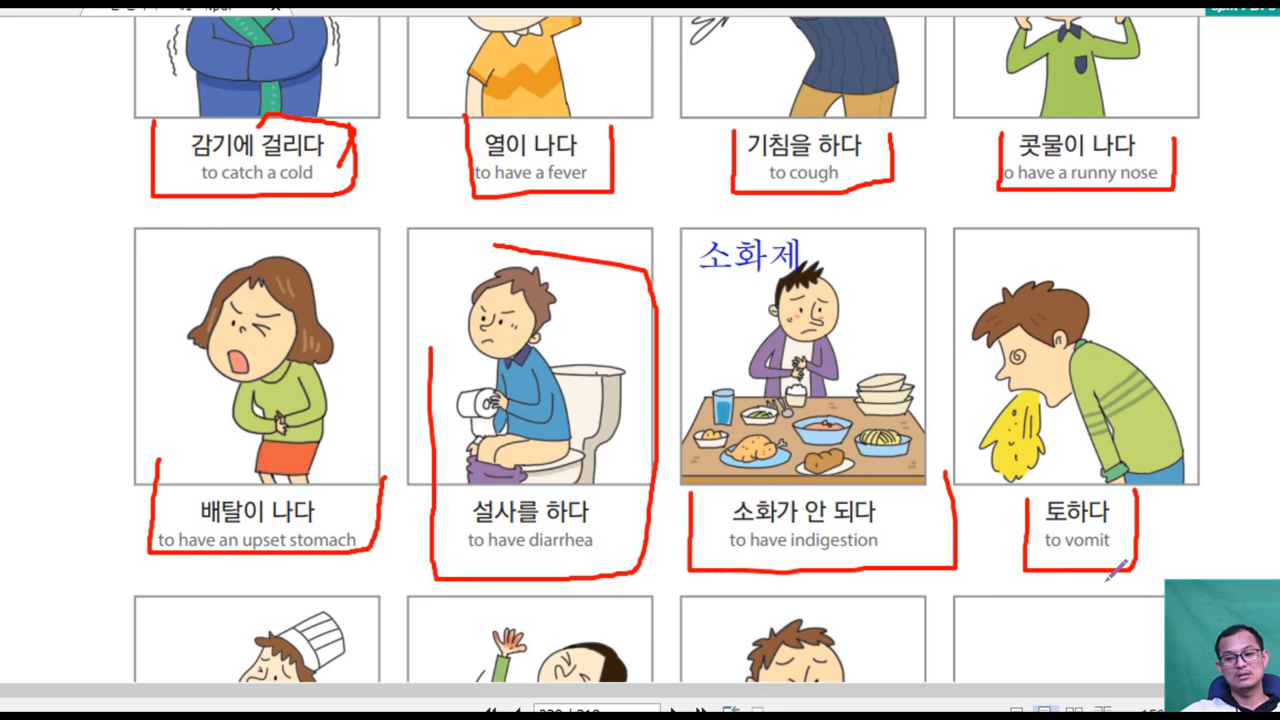 감기에 걸리다
to catch a cold
열이 나다
to have a fever
기침을 하다
to cough
콧물이 나다
o have a runny nose
소화제
배탈이 나다
to have an upset stomach
설사를 하다
to have diarrhea
소화가 안 되다
to have indigestion
토하다
to vomit